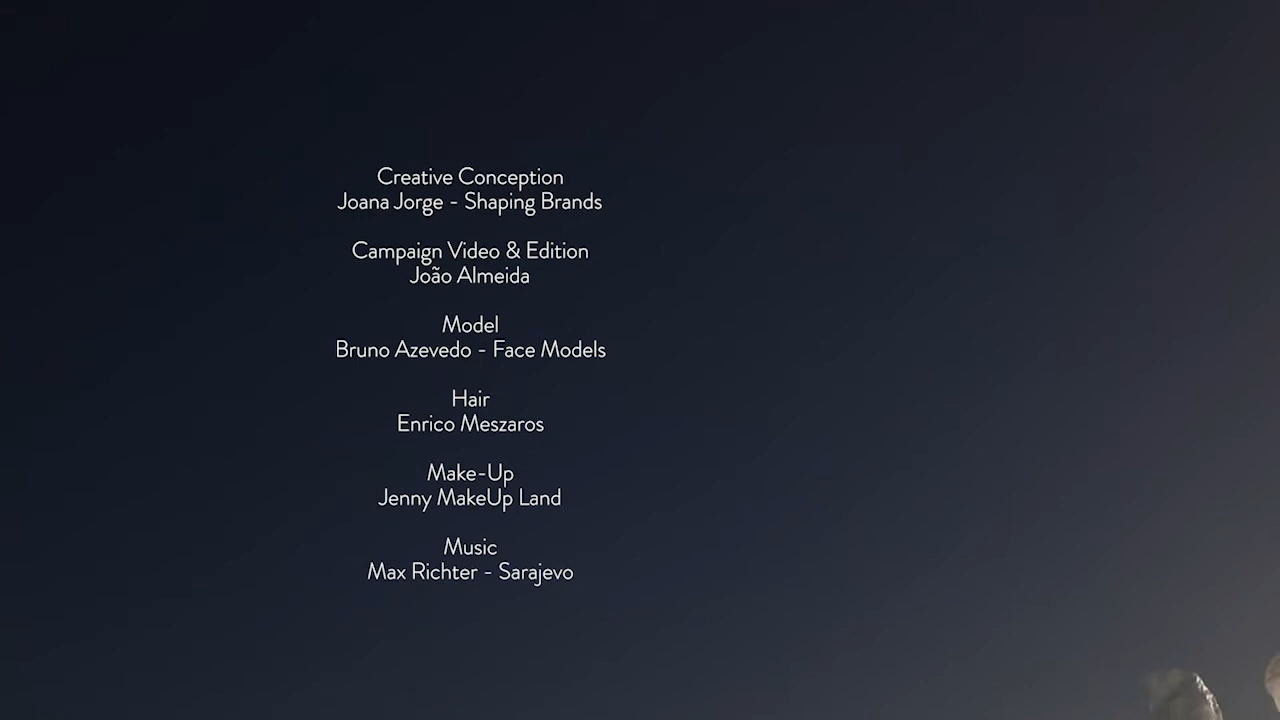 Creative Conception
Joana Jorge - Shaping Brands
Campaign Video & Edition
João Almeida
Model
Bruno Azevedo - Face Models
Hair
Enrico Meszaros
Make-Up
Jenny MakeUp Land
Music
Max Richter - Sarajevo